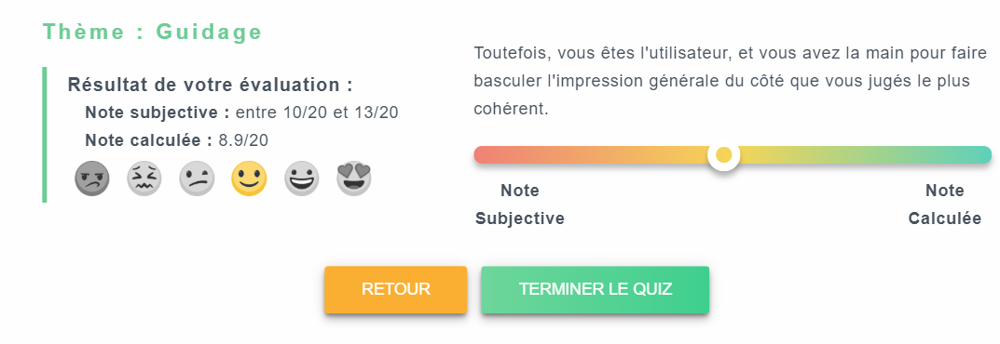 Thème : Guidage
Résultat de votre évaluation :
Note subjective : entre 10/20 et 13/20
Note calculée : 8.9/20
Toutefois, vous êtes l'utilisateur, et vous avez la main pour faire
basculer l'impression générale du côté que vous jugés le plus
cohérent.
Note
Subjective
Note
Calculée
RETOUR
TERMINER LE QUIZ